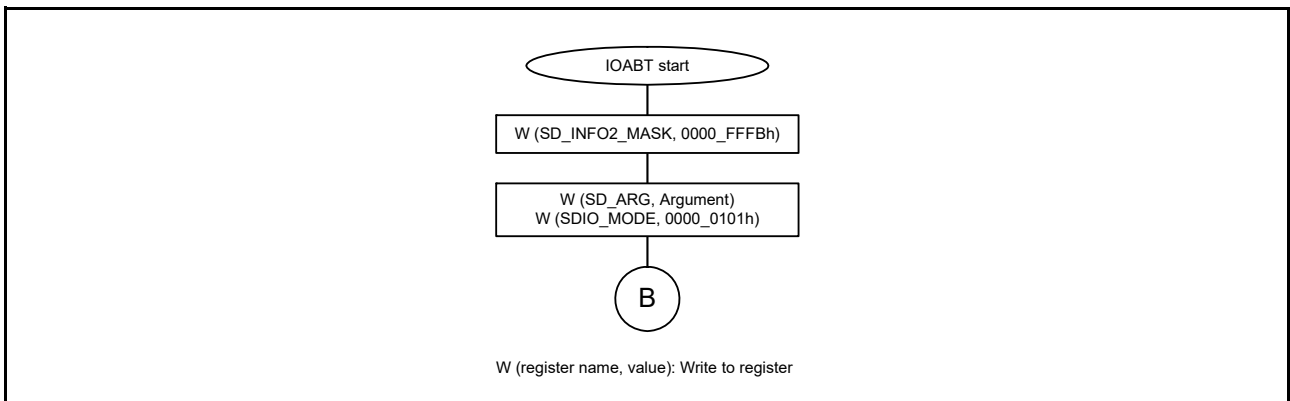 IOABT start
W (SD_INFO2_MASK, 0000_FFFBh)
W (SD_ARG, Argument)
W (SDIO_MODE, 0000_0101h)
B
W (register name, value): Write to register